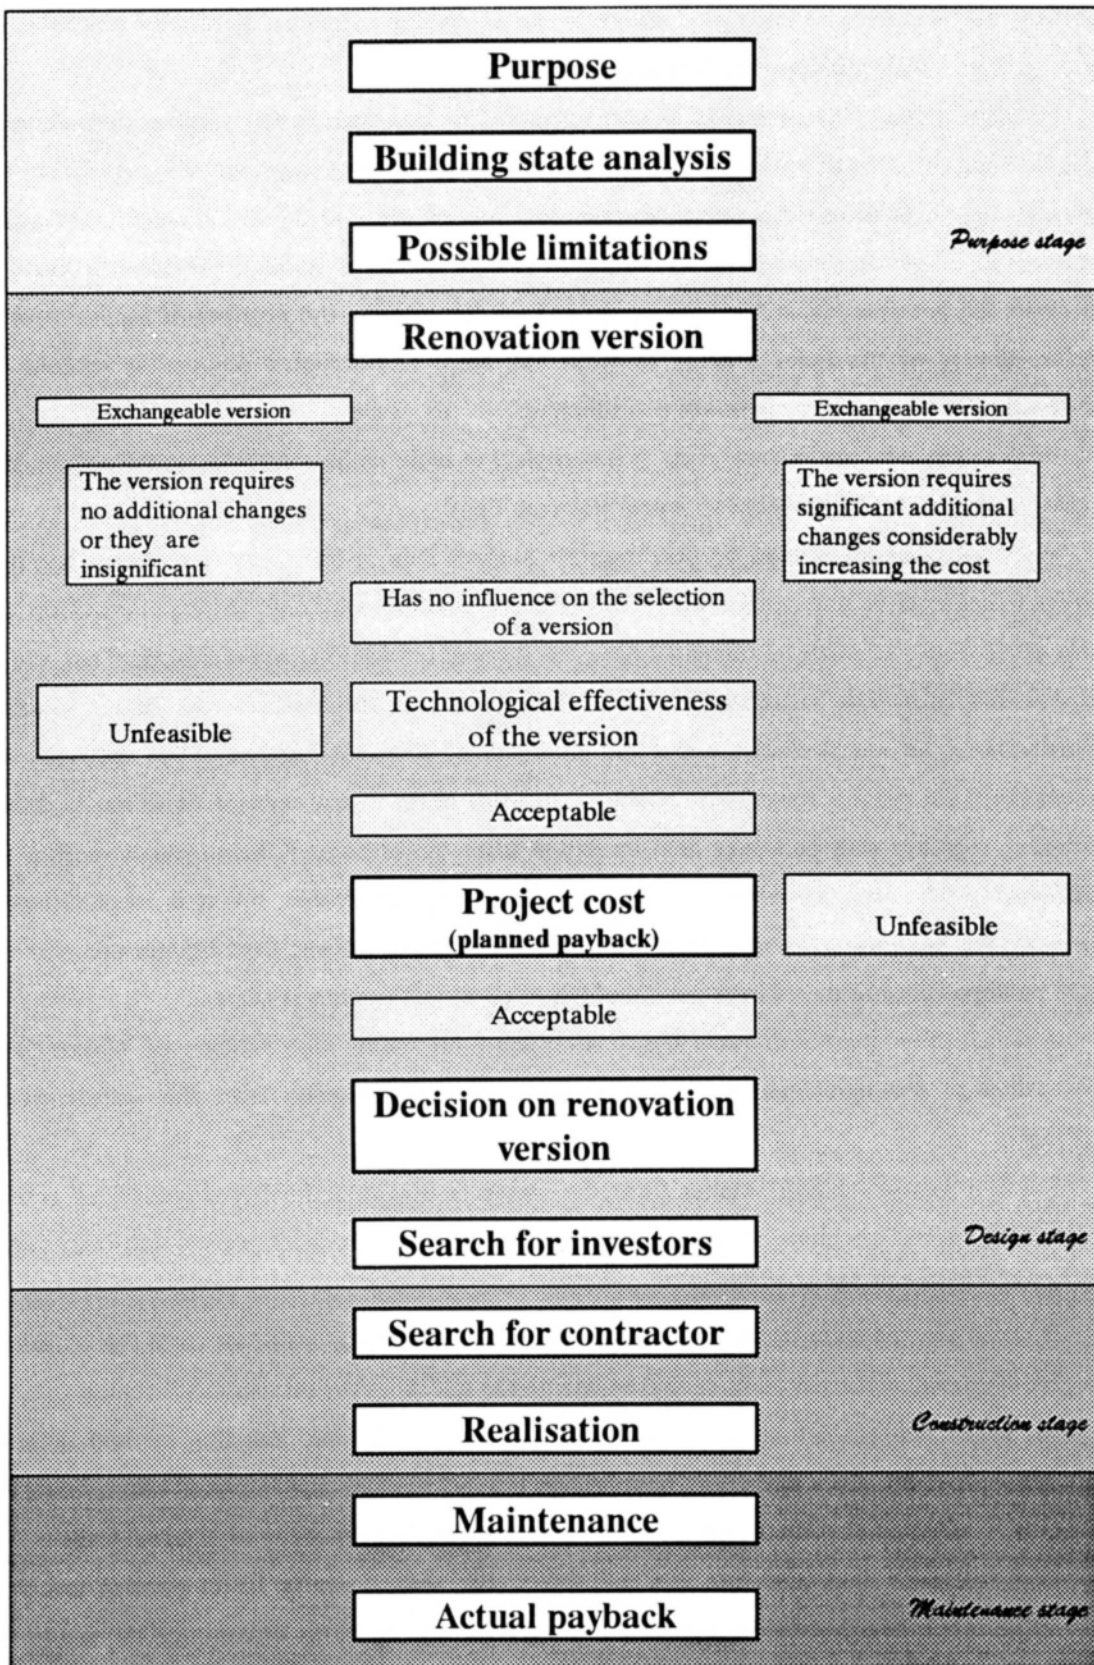 Purpose
Building state analysis
Possible limitations
Purpose stage
Renovation version
Exchangeable version
Exchangeable version
The version requires
no additional changes
or they are
insignificant
The version requires
significant additional
changes considerably
increasing the cost
Has no influence on the selection
of a version
Unfeasible
Technological effectiveness
of the version
Acceptable
Project cost
(planned payback)
Unfeasible
Acceptable
Decision on renovation
version
Search for investors
Design stage
Search for contractor
Realisation
Construction stage
Maintenance
Actual payback
Maintenance stage